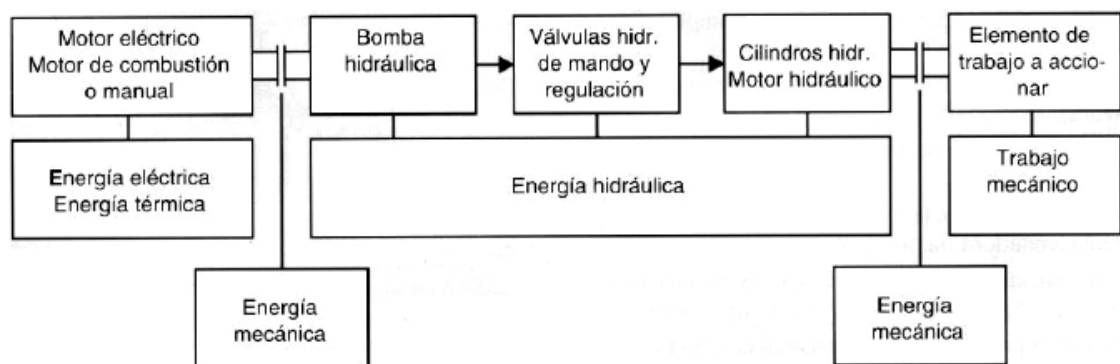 Motor eléctrico
Motor de combustión
o manual
Bomba
hidráulica
Válvulas hidr.
de mando y
regulación
Cilindros hidr.
Motor hidráulico
Elemento de
trabajo a accio-
nar
Energía eléctrica
Energía térmica
Energía hidráulica
Trabajo
mecánico
Energía
mecánica
Energía
mecánica